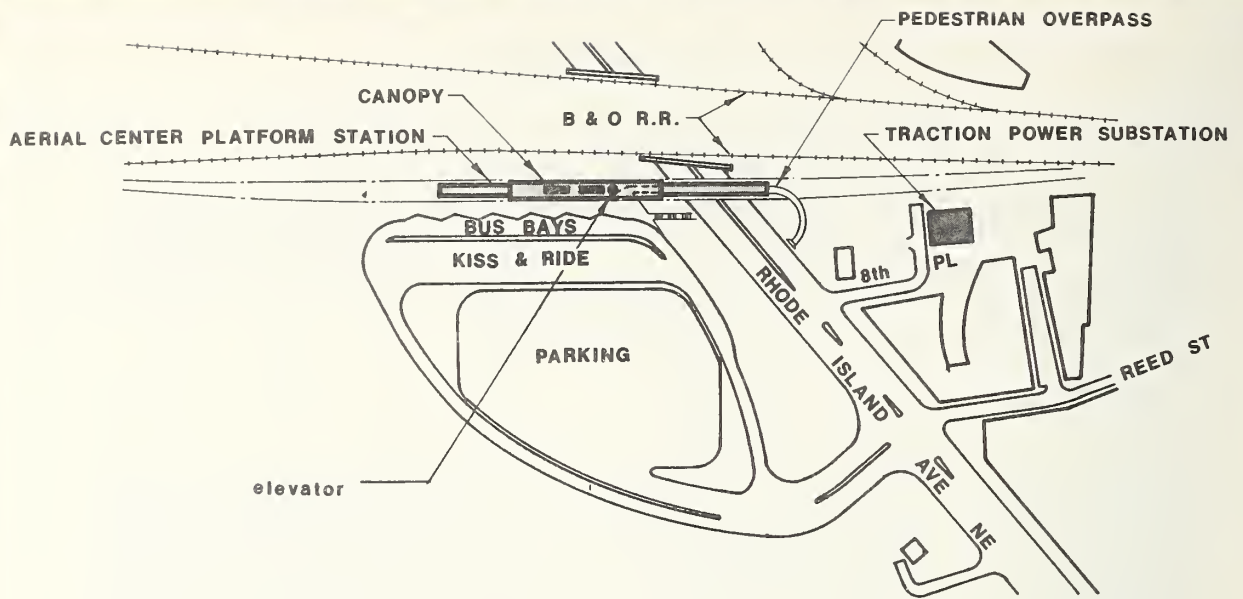 PEDESTRIAN OVERPASS
CANOPY
B & O R.R.
AERIAL CENTER PLATFORM STATION
TRACTION POWER SUBSTATION
BUS BAYS
KISS & RIDE
8th PL
RHODE ISLAND AVE NE
PARKING
REED ST
elevator